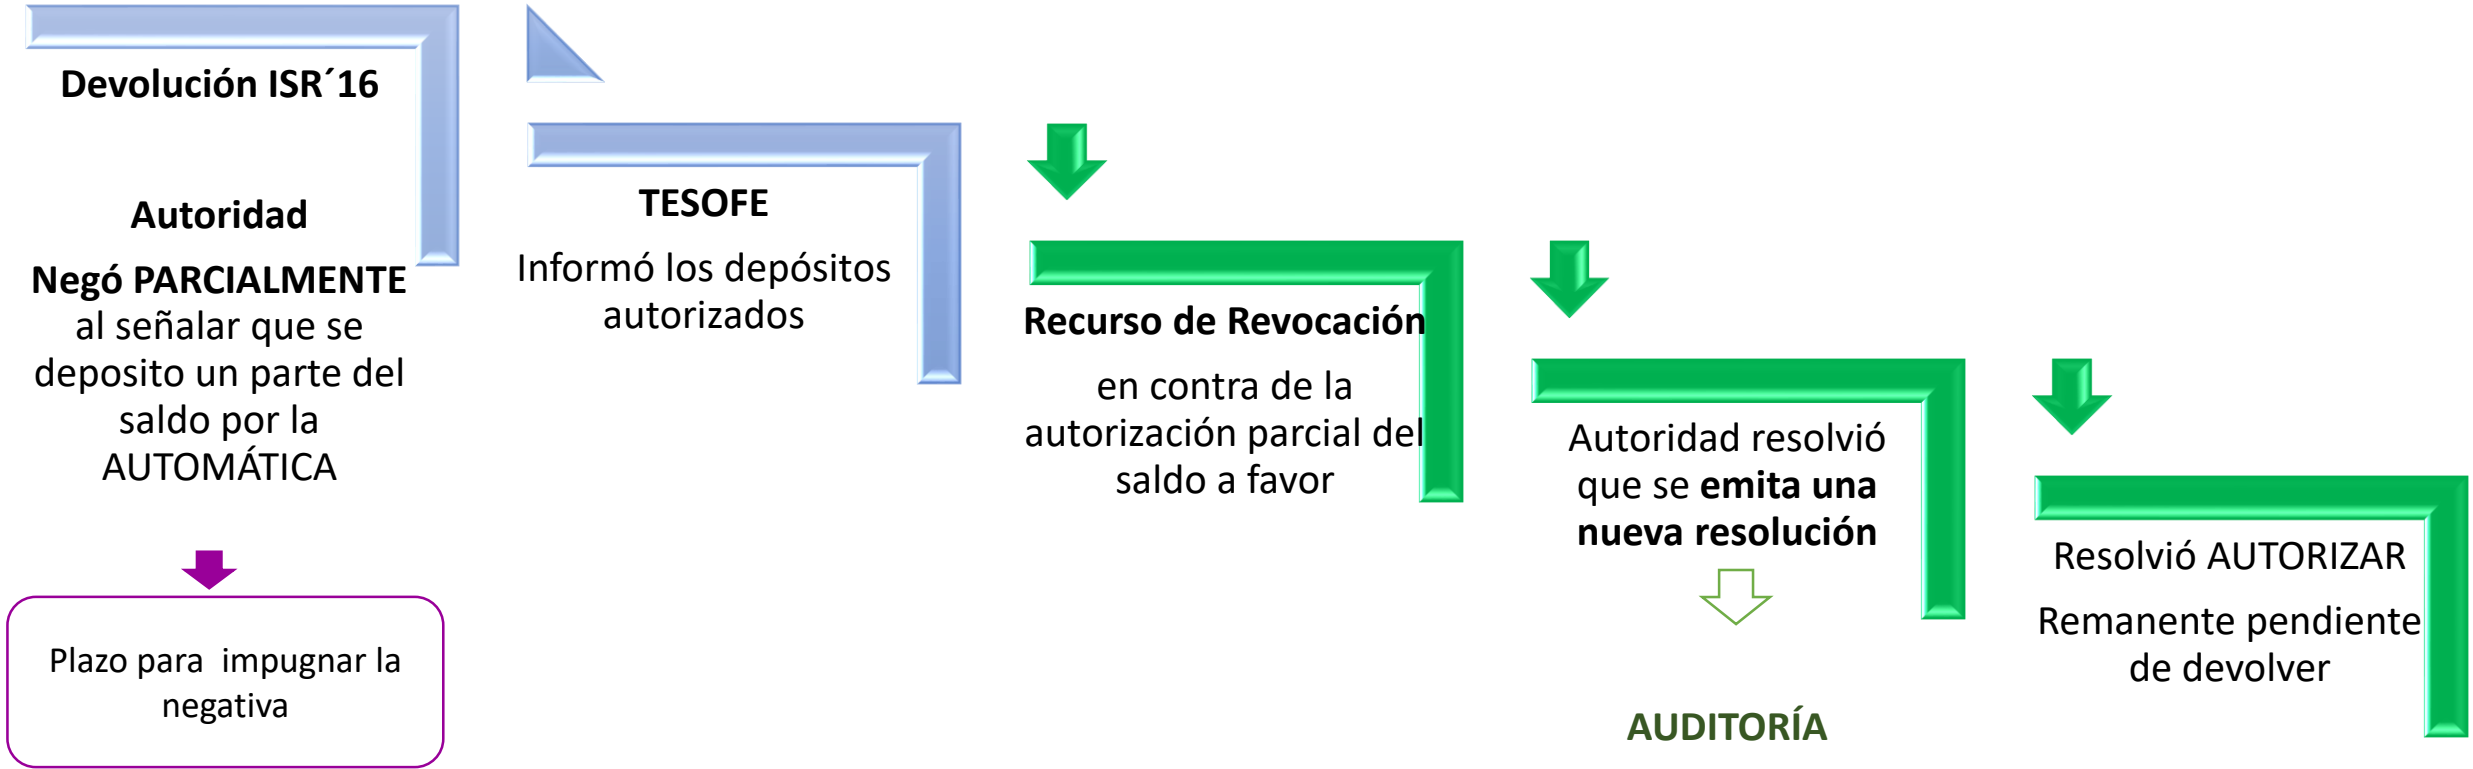 Devolución ISR´16
Autoridad
Negó PARCIALMENTE
al señalar que se
deposito un parte del
saldo por la
AUTOMÁTICA
Plazo para impugnar la
negativa
TESOFE
Informó los depósitos
autorizados
Recurso de Revocación
en contra de la
autorización parcial del
saldo a favor
Autoridad resolvió
que se emita una
nueva resolución
AUDITORÍA
Resolvió AUTORIZAR
Remanente pendiente
de devolver